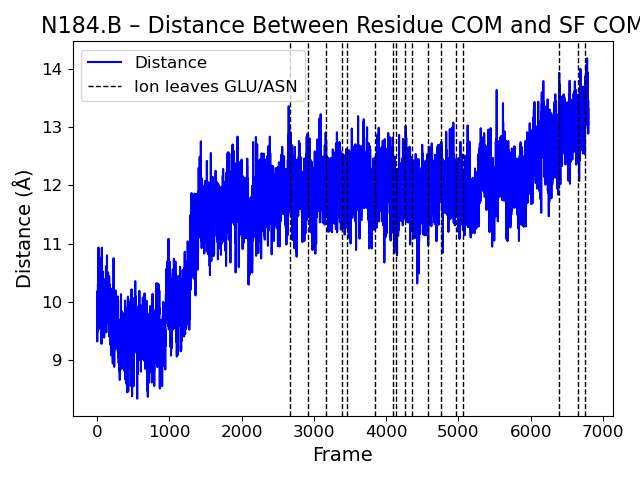 N184.B – Distance Between Residue COM and SF COM
Distance
Ion leaves GLU/ASN
14
13
12
11
10
9
Distance (Å)
0 1000 2000 3000 4000 5000 6000 7000
Frame